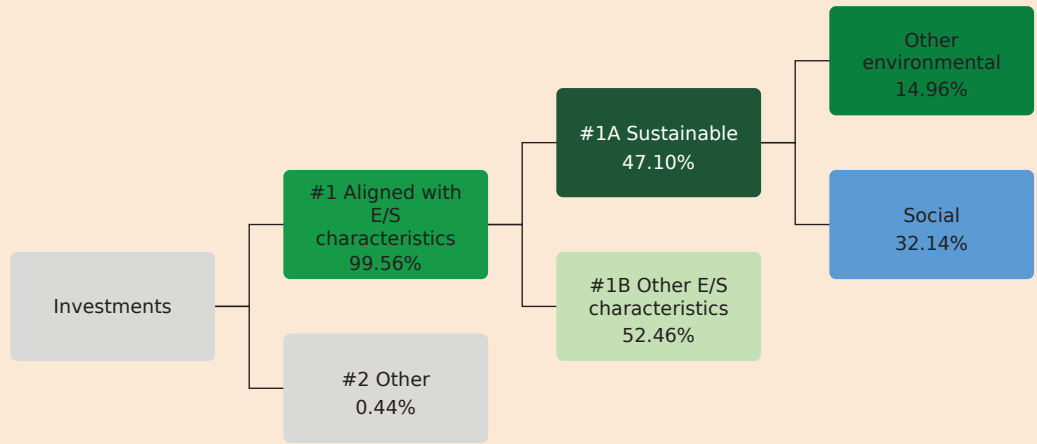 Investments
#1 Aligned with
E/S
characteristics
99.56%
#2 Other
0.44%
#1A Sustainable
47.10%
#1B Other E/S
characteristics
52.46%
Other
environmental
14.96%
Social
32.14%